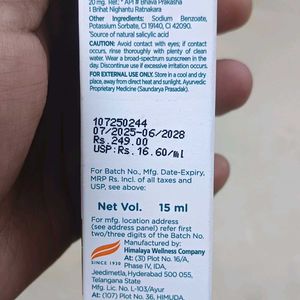 20 mg. Ref.: * API # Bhava Prakasha
! Brihat Nighantu Ratnakara
Other Ingredients: Sodium Benzoate,
Potassium Sorbate, CI 19140, CI 42090.
¹Source of natural salicylic acid
CAUTION: Avoid contact with eyes; if contact
occurs, rinse thoroughly with plenty of clean
water. Wear a broad-spectrum sunscreen in the
day. Discontinue use if excessive irritation occurs.
FOR EXTERNAL USE ONLY. Store in a cool and dry
place, away from direct heat and sunlight. Ayurvedic
Proprietary Medicine (Saundarya Prasadak).
107250244
07/2025-06/2028
Rs.249.00
USP:Rs.16.60/ml
For Batch No., Mfg. Date-Expiry,
MRP Rs. Incl. of all taxes and
USP, see above:
Net Vol. 15 ml
For mfg. location address
(see address panel) refer first
two/three digits of the Batch No.
Manufactured by:
Himalaya Wellness Company
SINCE 1930
At: (31) Plot No. 16/A,
Phase IV, IDA,
Jeedimetla, Hyderabad 500 055,
Telangana State
Mfg. Lic. No. L-103/Ayur
At: (107) Plot No. 36, HIMUDA,